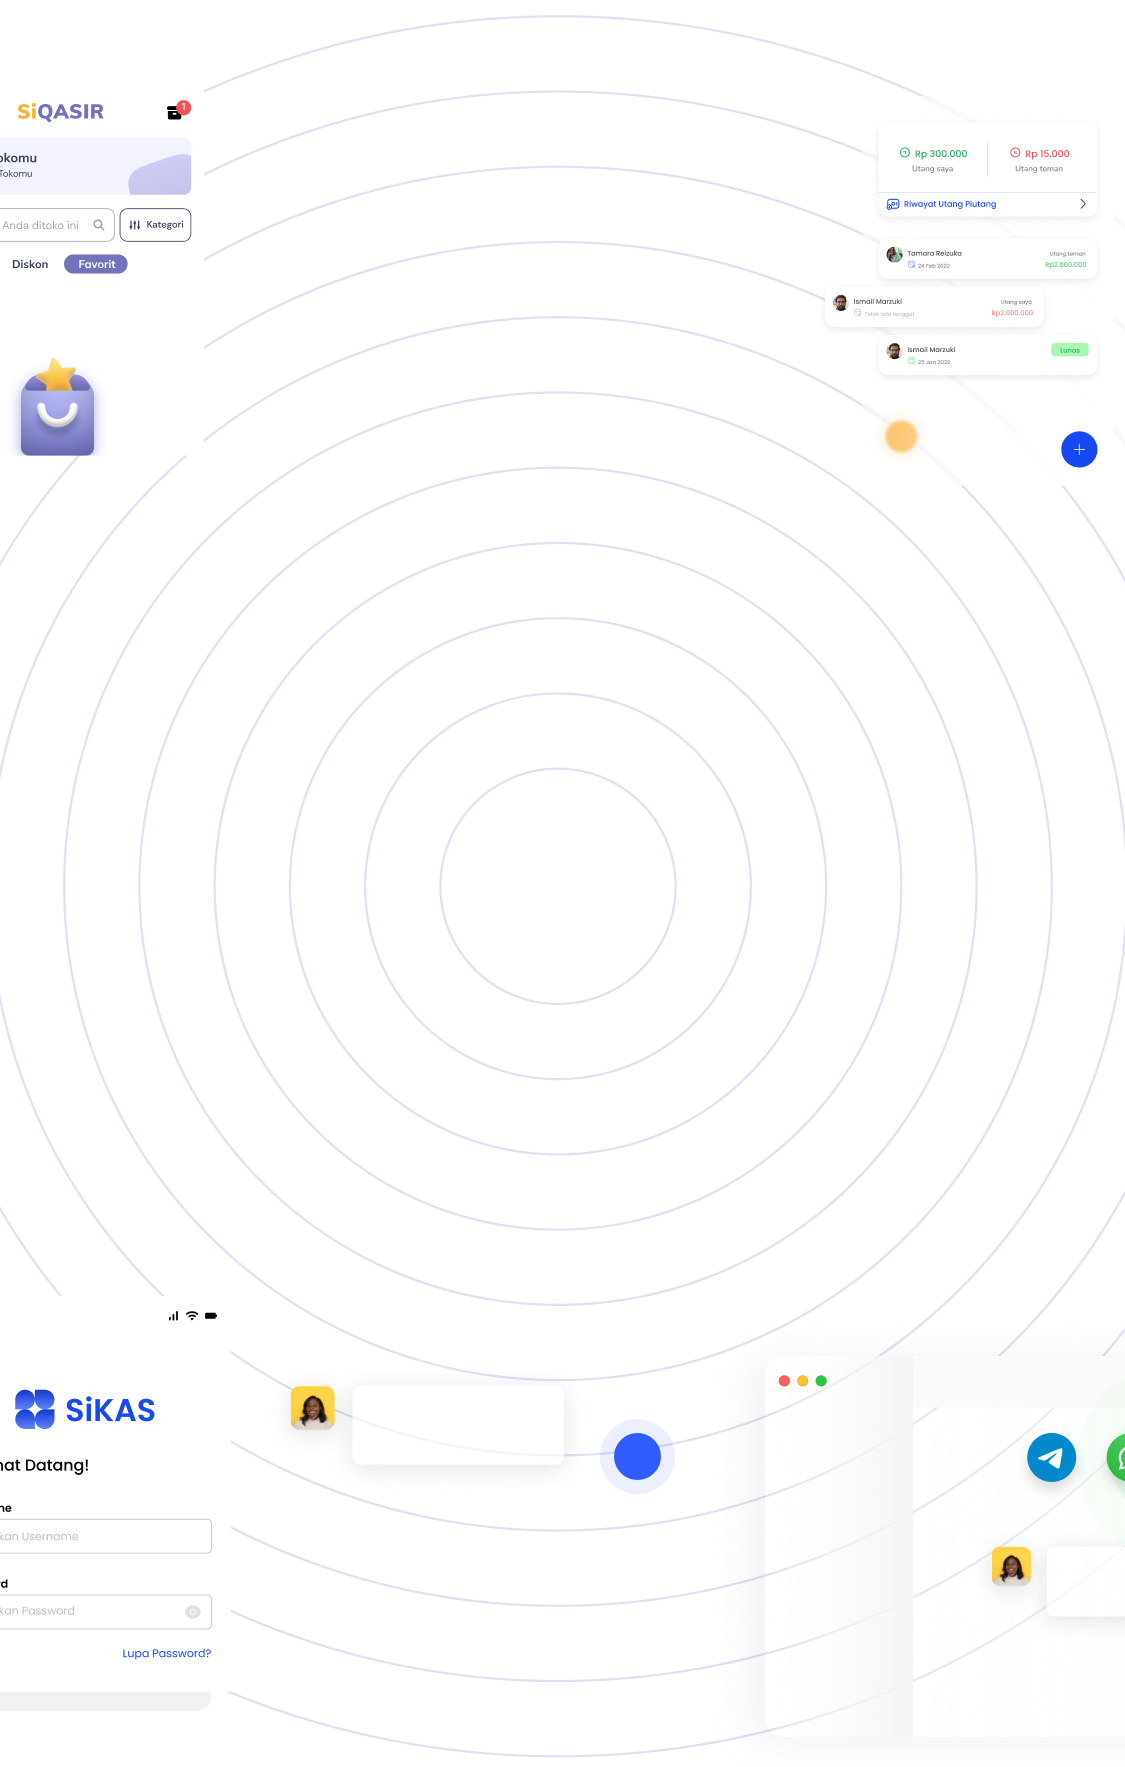 SiQASIR
1
okomu
Tokomu
Anda ditoko ini
Kategori
Diskon
Favorit
Rp 300.000
Utang saya
Rp 15.000
Utang teman
Riwayat Utang Piutang
Tamara Reizuka
24 Feb 2022
Utang teman
Rp2.000.000
Ismail Marzuki
Tidak ada tenggat
Utang saya
Rp2.000.000
Ismail Marzuki
25 Jan 2022
Lunas
SiKAS
nat Datang!
ne
kan Username
d
kan Password
Lupa Password?